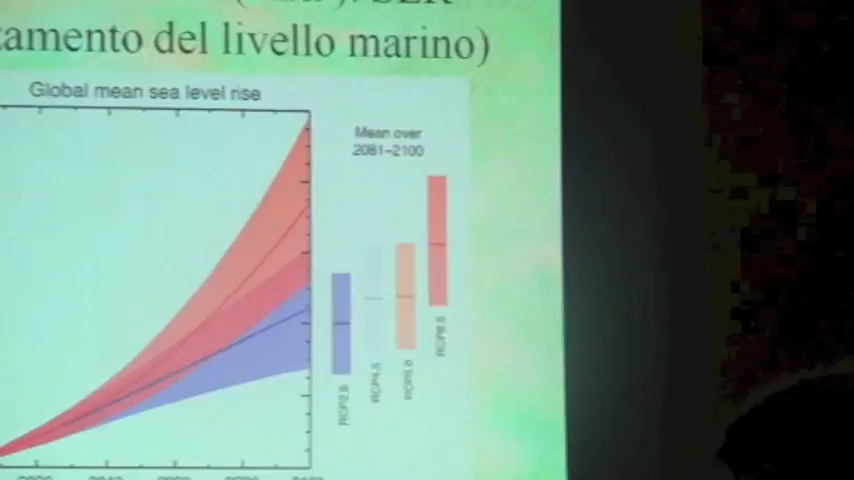 tamento del livello marino)
Global mean sea level rise
Mean over
2081–2100
RCP2.6
RCP4.5
RCP6.0
RCP8.5